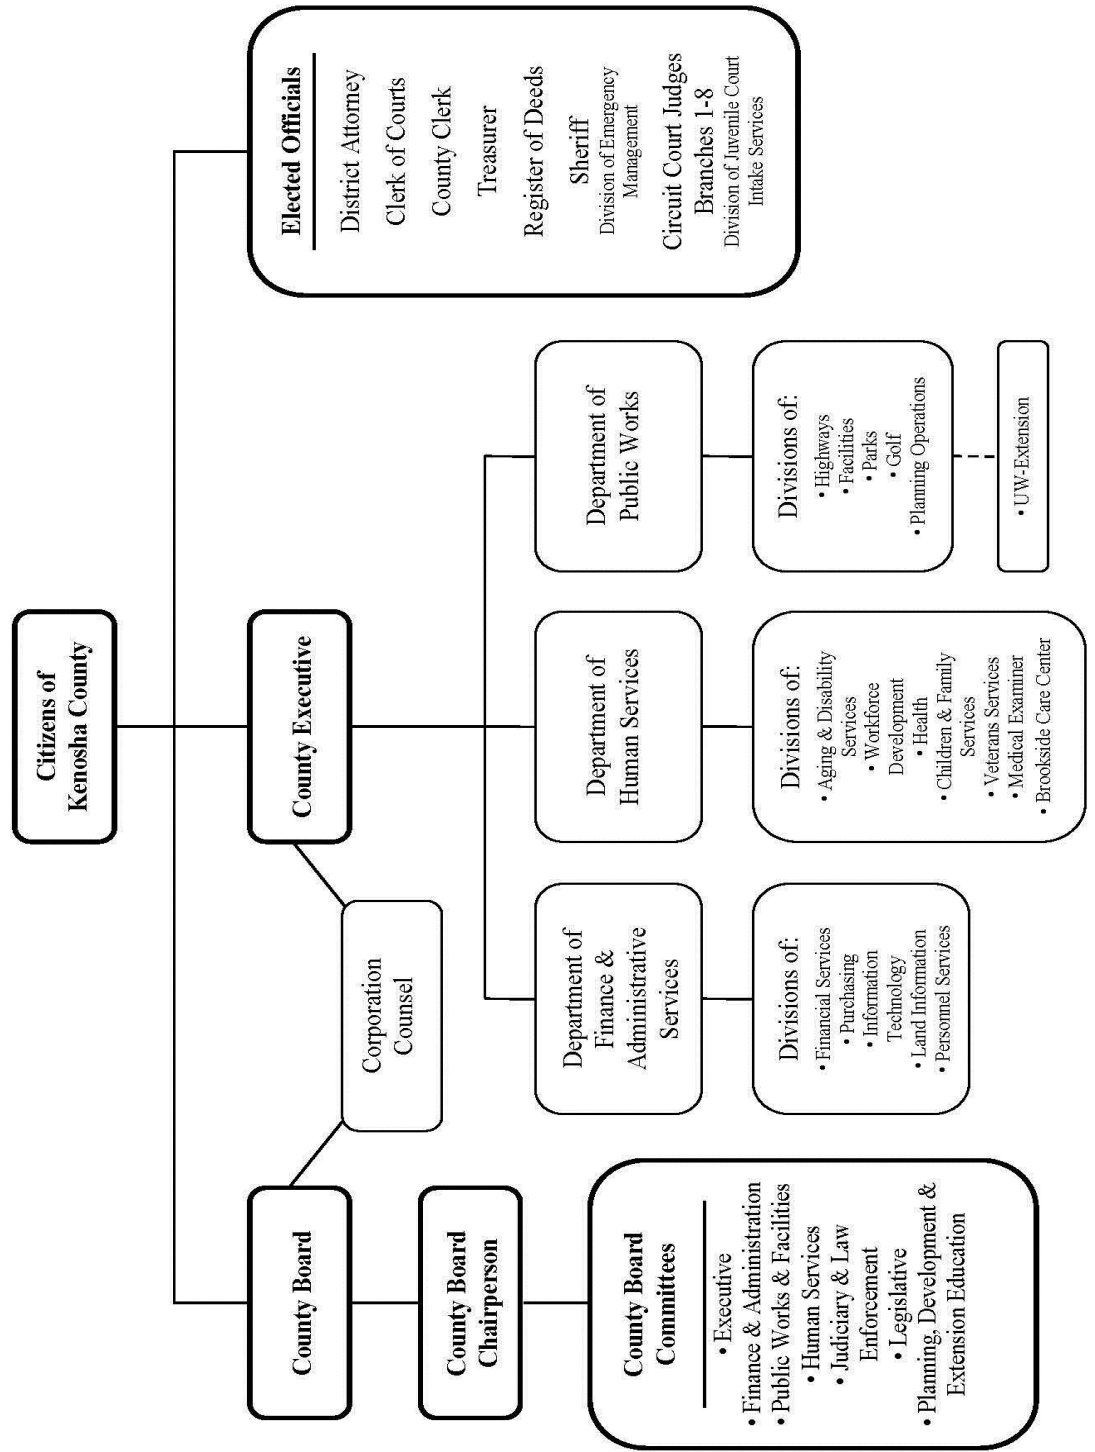 Citizens of
Kenosha County
County Board
County Executive
Elected Officials
District Attorney
Clerk of Courts
County Clerk
Treasurer
Register of Deeds
Sheriff
Division of Emergency
Management
Circuit Court Judges
Branches 1-8
Division of Juvenile Court
Intake Services
Corporation
Counsel
County Board
Chairperson
County Board
Committees
• Executive
• Finance & Administration
• Public Works & Facilities
• Human Services
• Judiciary & Law
Enforcement
• Legislative
• Planning, Development &
Extension Education
Department of
Finance &
Administrative
Services
Divisions of:
• Financial Services
• Purchasing
• Information
Technology
• Land Information
• Personnel Services
Department of
Human Services
Divisions of:
• Aging & Disability
Services
• Workforce
Development
• Health
• Children & Family
Services
• Veterans Services
• Medical Examiner
• Brookside Care Center
Department of
Public Works
Divisions of:
• Highways
• Facilities
• Parks
• Golf
• Planning Operations
• UW-Extension